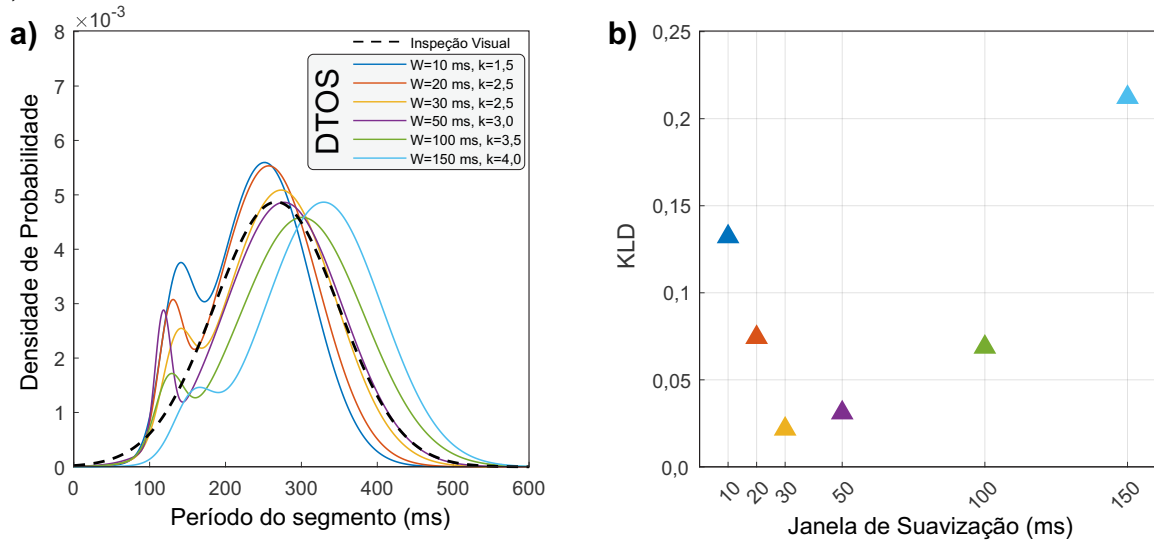 a)
×10⁻³
8
7
6
5
4
3
2
1
0
Densidade de Probabilidade
Inspeção Visual
DTOS
W=10 ms, k=1,5
W=20 ms, k=2,5
W=30 ms, k=2,5
W=50 ms, k=3,0
W=100 ms, k=3,5
W=150 ms, k=4,0
0 100 200 300 400 500 600
Período do segmento (ms)
b)
0,25
0,2
0,15
0,1
0,05
0,0
KLD
10 20 30 50 100 150
Janela de Suavização (ms)